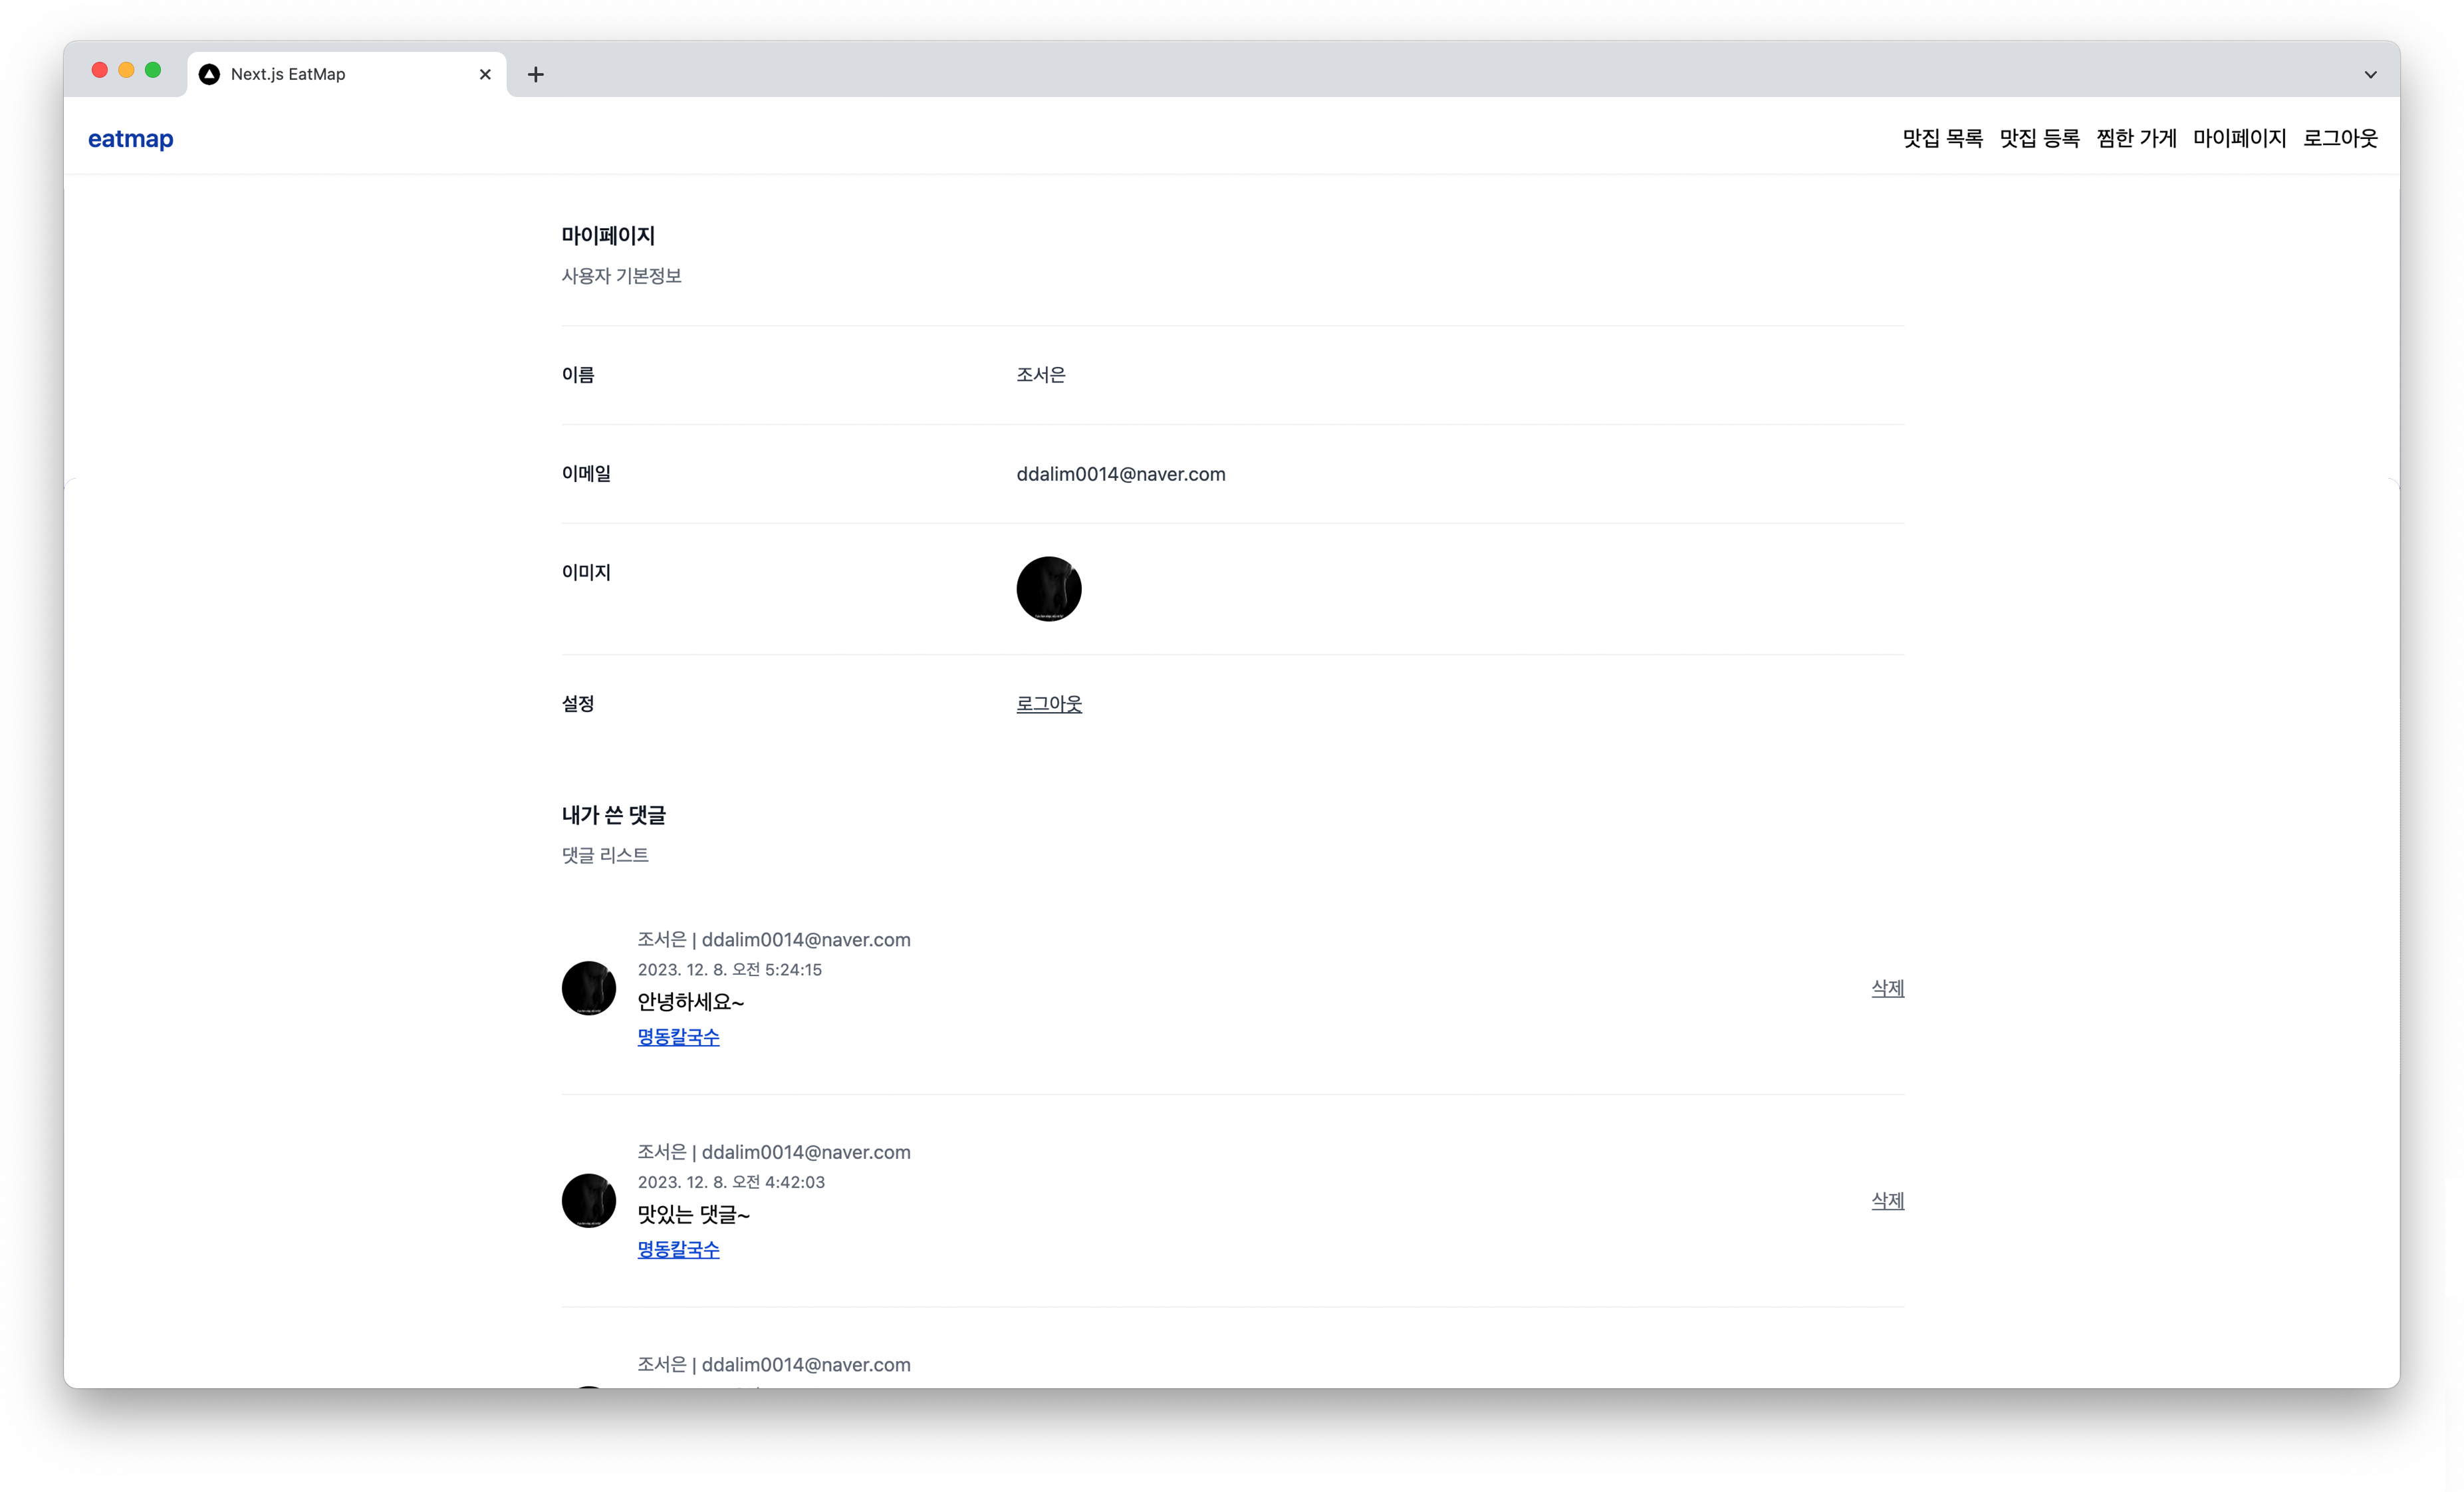 Next.js EatMap
eatmap
맛집 목록 맛집 등록 찜한 가게 마이페이지 로그아웃
마이페이지
사용자 기본정보
이름 조서은
이메일 ddalim0014@naver.com
이미지
설정 로그아웃
내가 쓴 댓글
댓글 리스트
조서은 | ddalim0014@naver.com
2023. 12. 8. 오전 5:24:15
안녕하세요~
명동칼국수
삭제
조서은 | ddalim0014@naver.com
2023. 12. 8. 오전 4:42:03
맛있는 댓글~
명동칼국수
삭제
조서은 | ddalim0014@naver.com